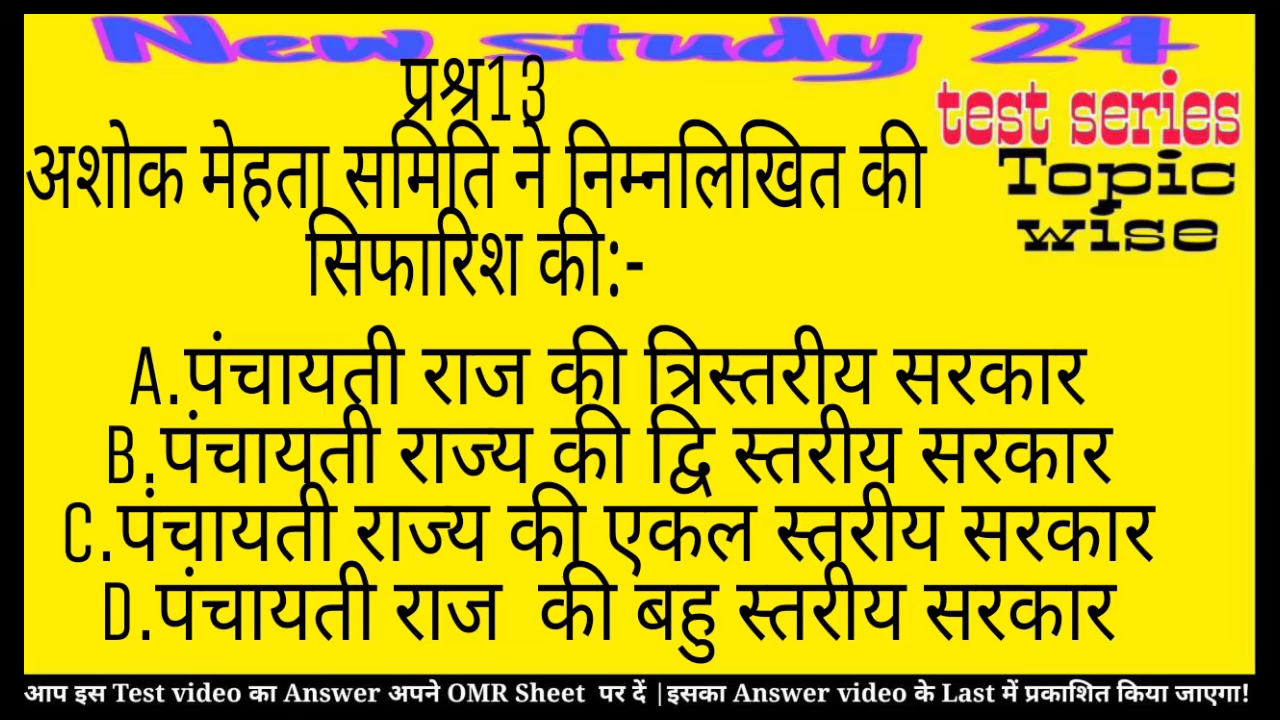 New study 24
test series
Topic
wise
प्रश्न13
अशोक मेहता समिति ने निम्नलिखित की
सिफारिश की:-
A.पंचायती राज की त्रिस्तरीय सरकार
B.पंचायती राज्य की द्वि स्तरीय सरकार
C.पंचायती राज्य की एकल स्तरीय सरकार
D.पंचायती राज की बहु स्तरीय सरकार
आप इस Test video का Answer अपने OMR Sheet पर दें |इसका Answer video के Last में प्रकाशित किया जाएगा!